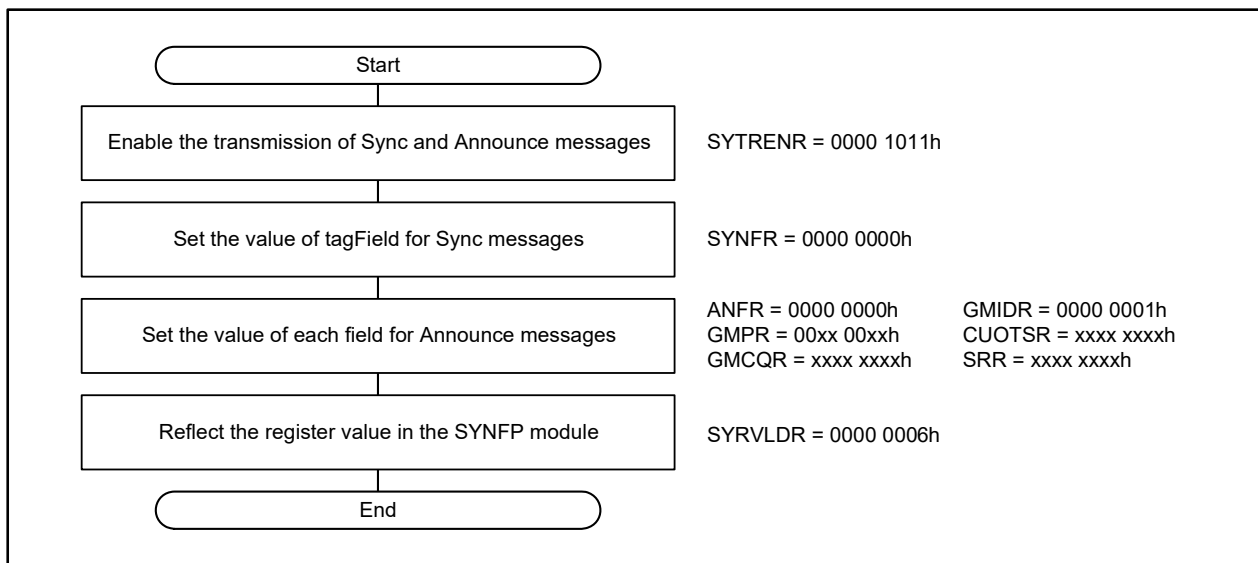 Start
Enable the transmission of Sync and Announce messages
SYTRENR = 0000 1011h
Set the value of tagField for Sync messages
SYNFR = 0000 0000h
Set the value of each field for Announce messages
ANFR = 0000 0000h GMIDR = 0000 0001h
GMPR = 00xx 00xxh CUOTSR = xxxx xxxxh
GMCQR = xxxx xxxxh SRR = xxxx xxxxh
Reflect the register value in the SYNFP module
SYRVLDR = 0000 0006h
End